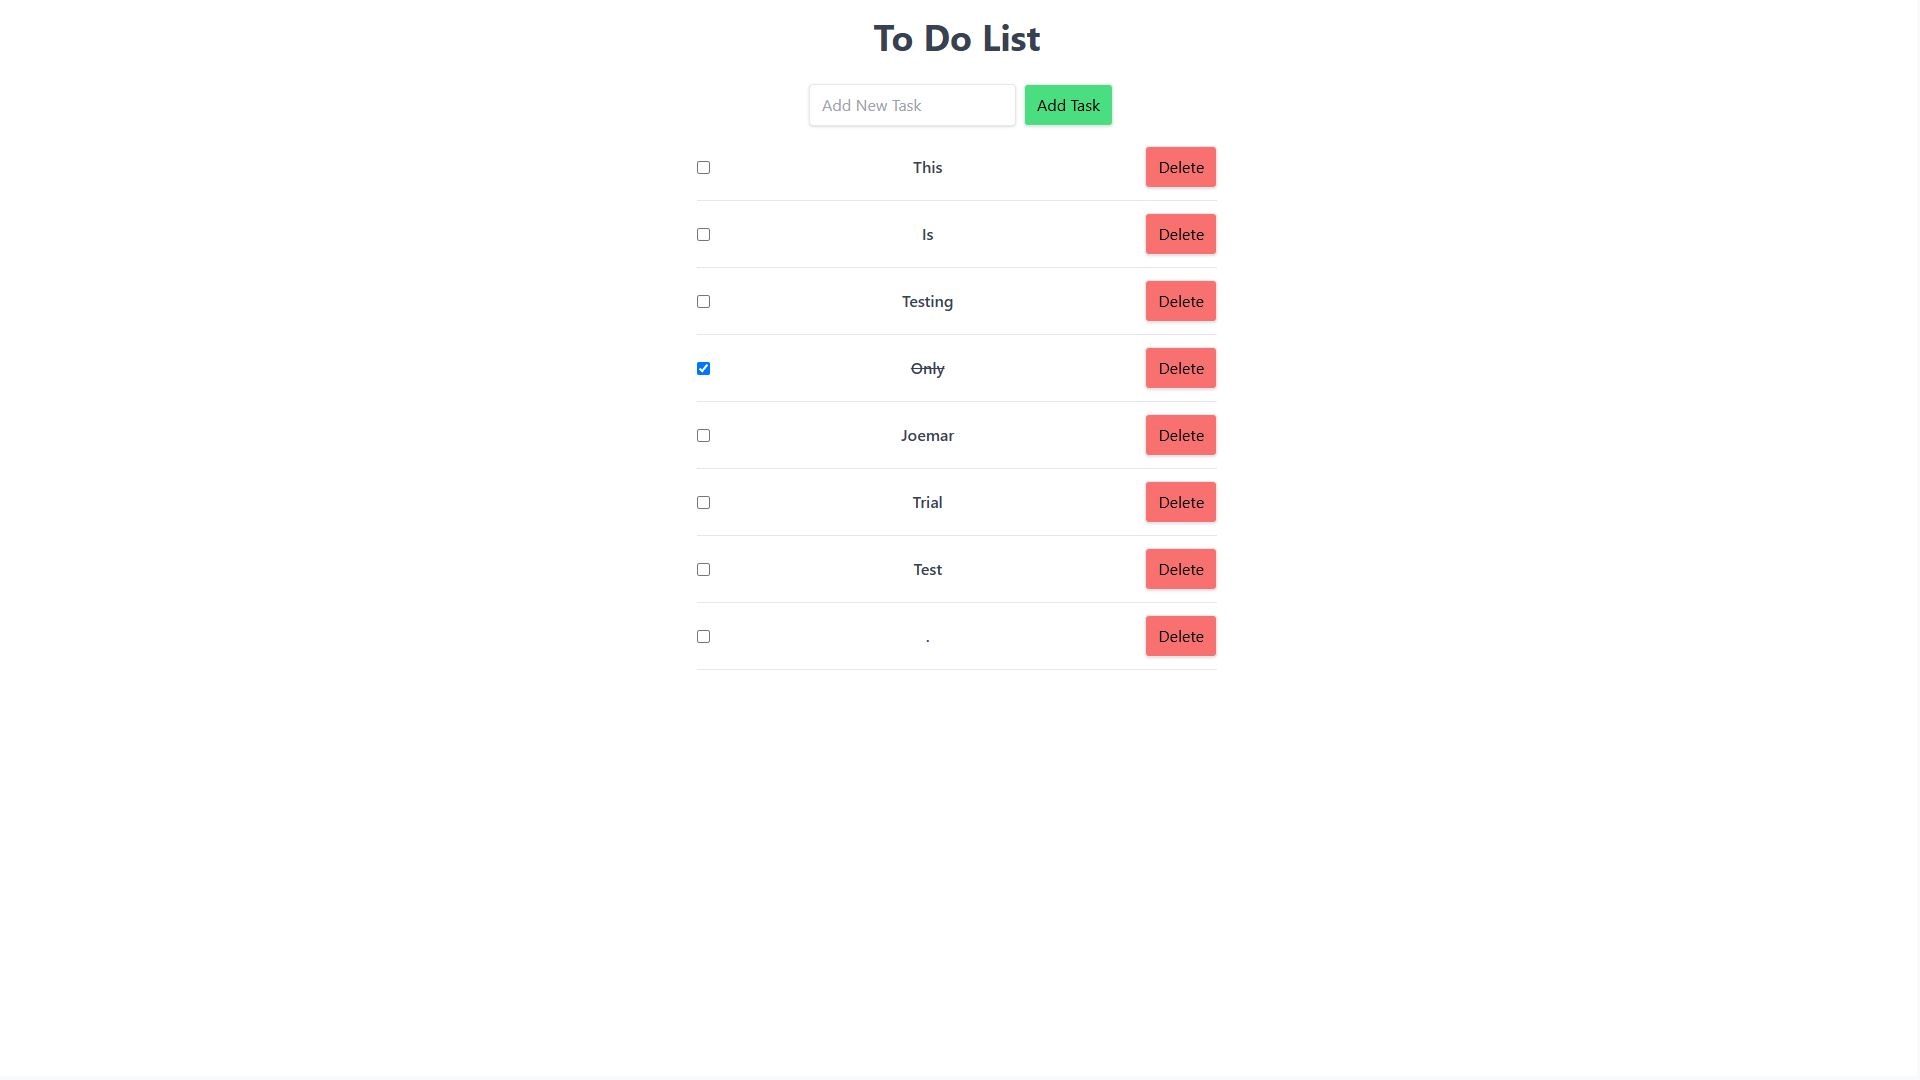 To Do List
Add New Task Add Task
This Delete
Is Delete
Testing Delete
Only Delete
Joemar Delete
Trial Delete
Test Delete
. Delete